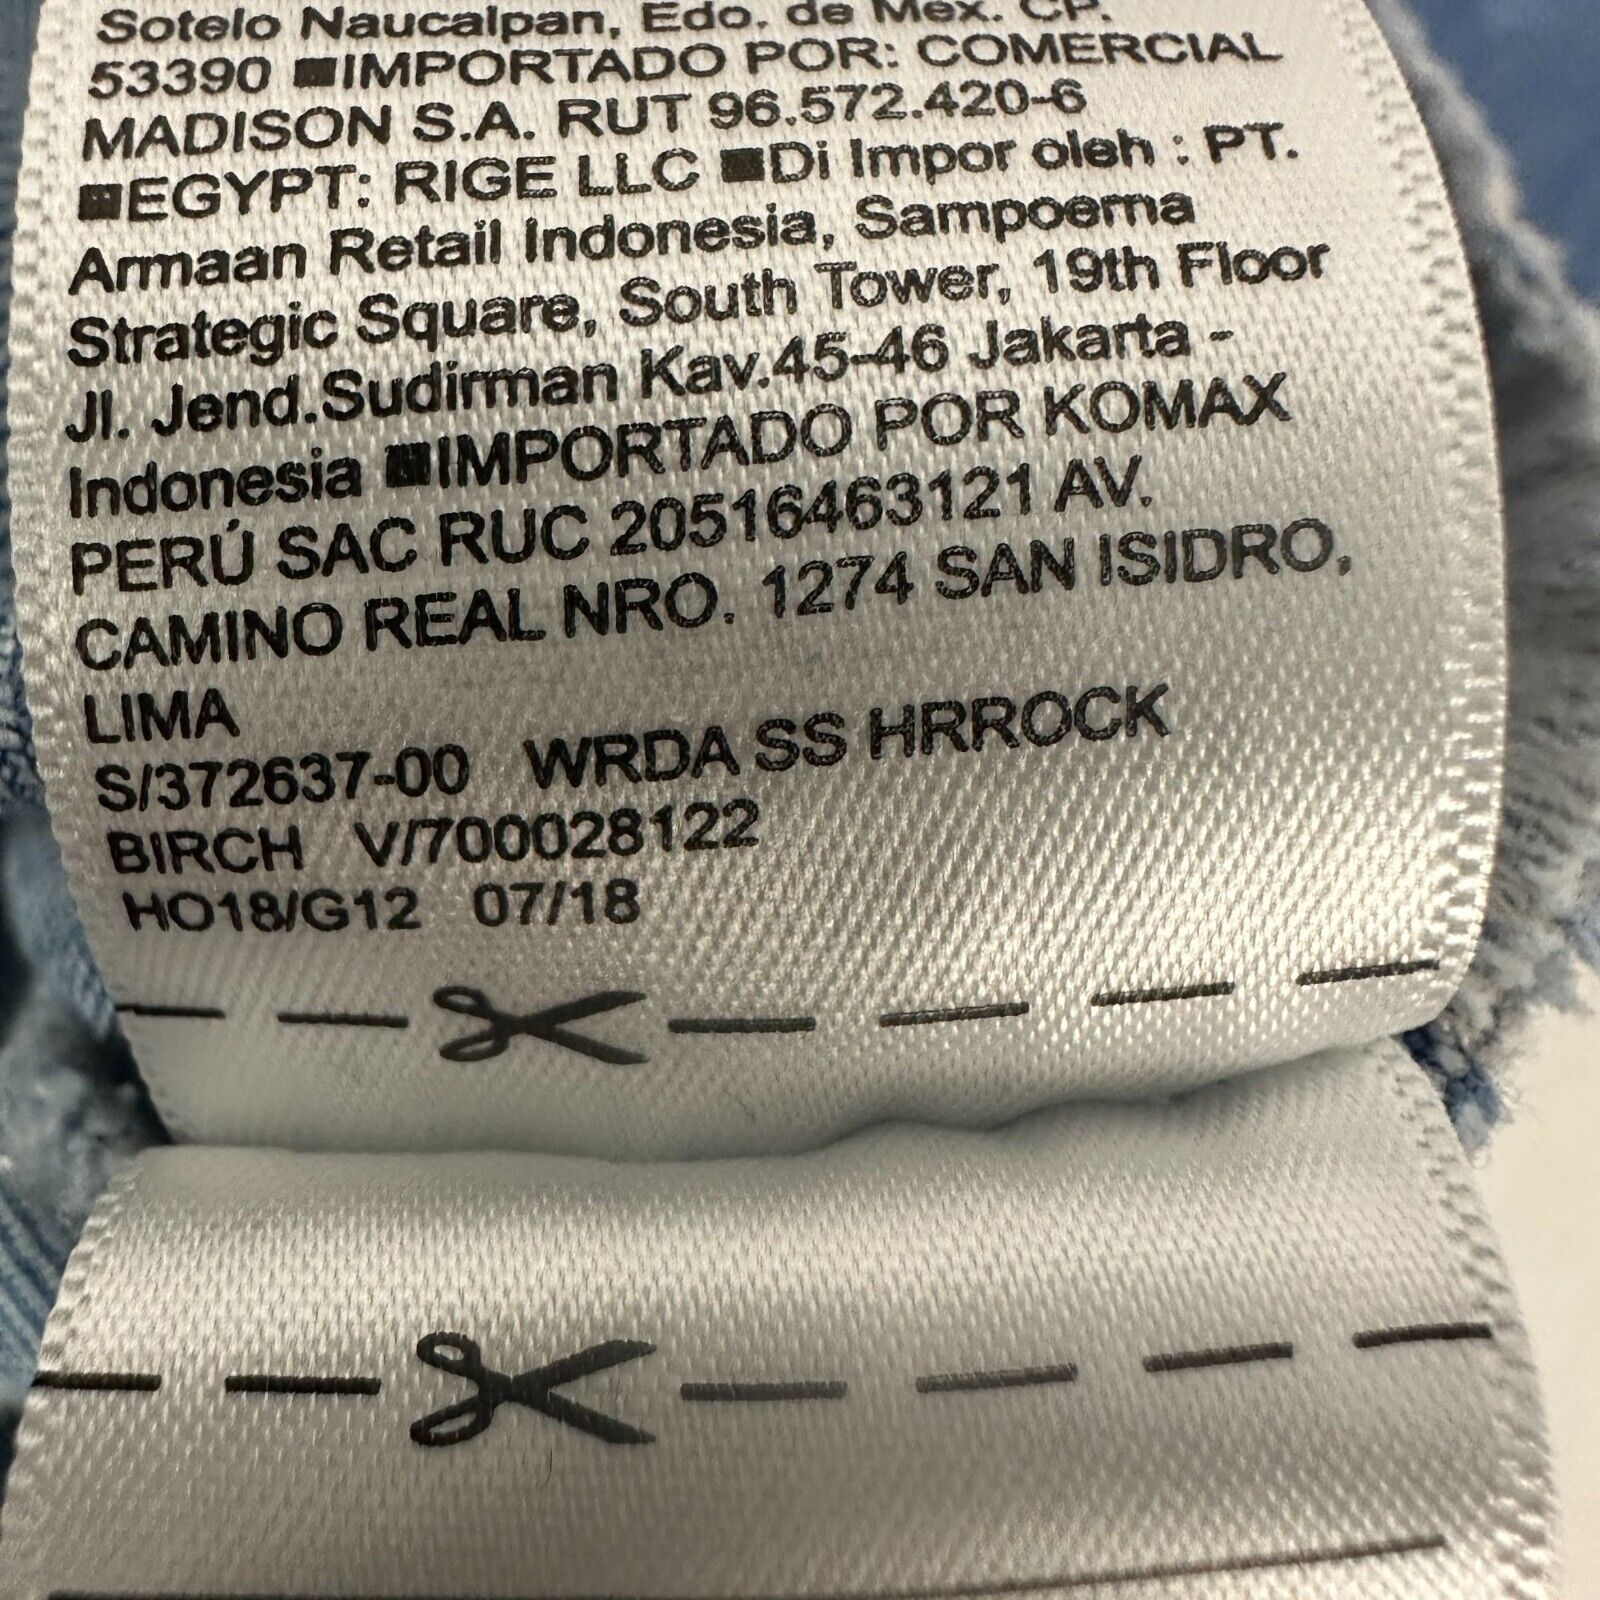 Sotelo Naucalpan, Edo. de Mex. CP.
53390 ■IMPORTADO POR: COMERCIAL
MADISON S.A. RUT 96.572.420-6
■EGYPT: RIGE LLC ■Di Impor oleh : PT.
Armaan Retail Indonesia, Sampoerna
Strategic Square, South Tower, 19th Floor
Jl. Jend.Sudirman Kav.45-46 Jakarta -
Indonesia ■IMPORTADO POR KOMAX
PERÚ SAC RUC 20516463121 AV.
CAMINO REAL NRO. 1274 SAN ISIDRO,
LIMA
S/372637-00 WRDA SS HRROCK
BIRCH V/700028122
HO18/G12 07/18